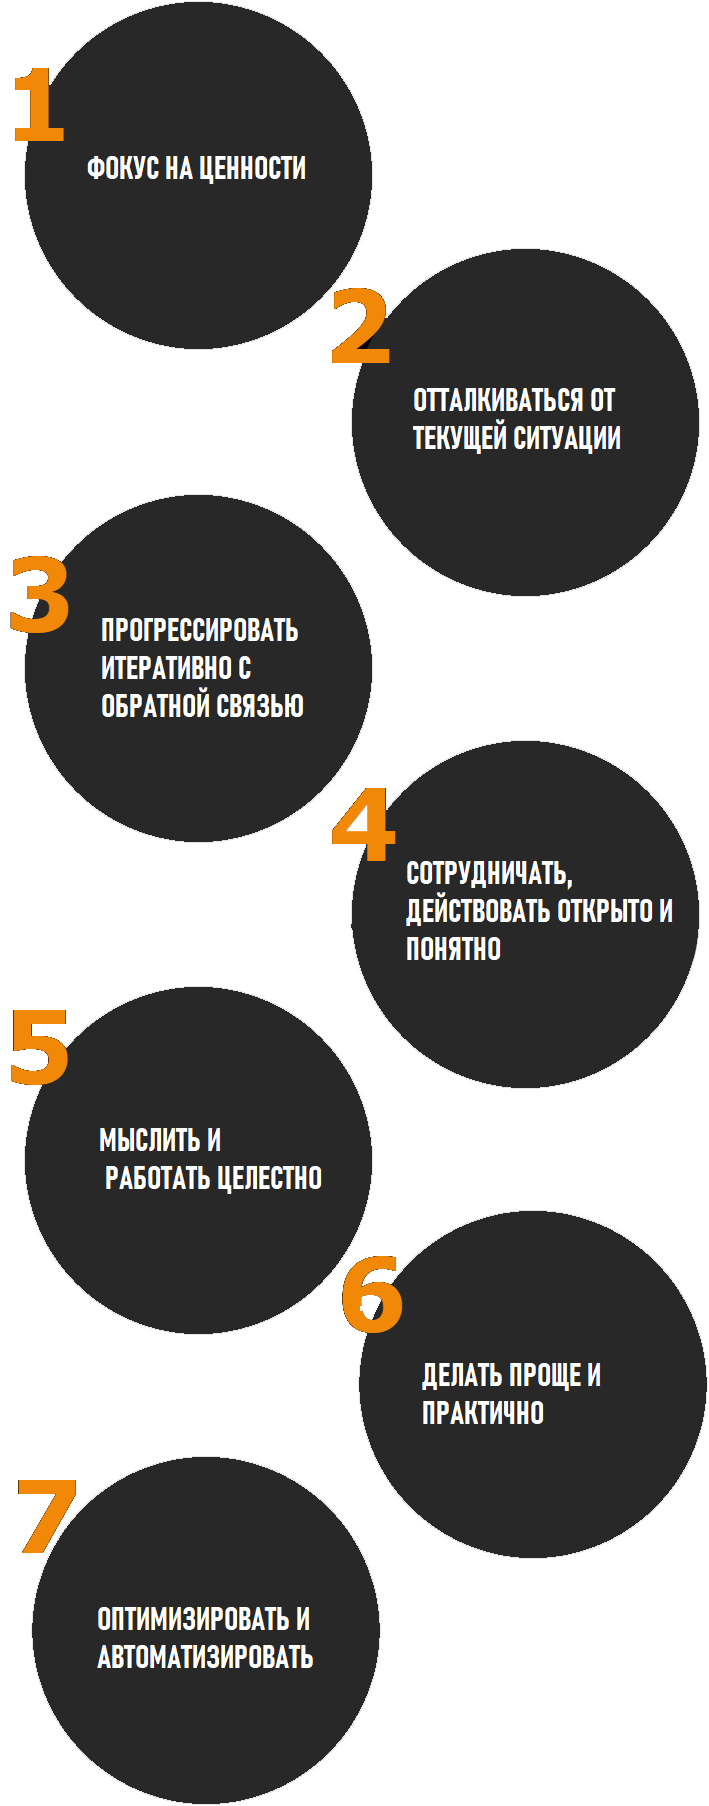 1
ФОКУС НА ЦЕННОСТИ
2
ОТТАЛКИВАТЬСЯ ОТ
ТЕКУЩЕЙ СИТУАЦИИ
3
ПРОГРЕССИРОВАТЬ
ИТЕРАТИВНО С
ОБРАТНОЙ СВЯЗЬЮ
4
СОТРУДНИЧАТЬ,
ДЕЙСТВОВАТЬ ОТКРЫТО И
ПОНЯТНО
5
МЫСЛИТЬ И
РАБОТАТЬ ЦЕЛЕСТНО
6
ДЕЛАТЬ ПРОЩЕ И
ПРАКТИЧНО
7
ОПТИМИЗИРОВАТЬ И
АВТОМАТИЗИРОВАТЬ